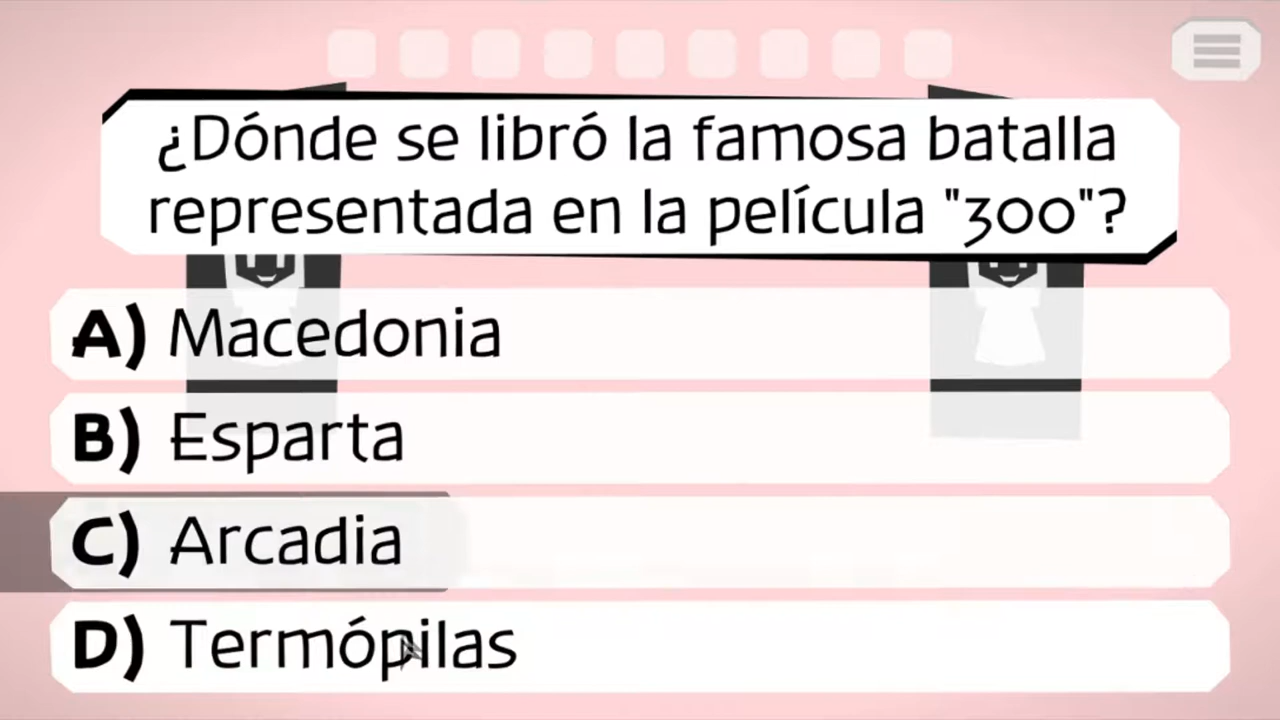 ¿Dónde se libró la famosa batalla
representada en la película "300"?
A) Macedonia
B) Esparta
C) Arcadia
D) Termópilas